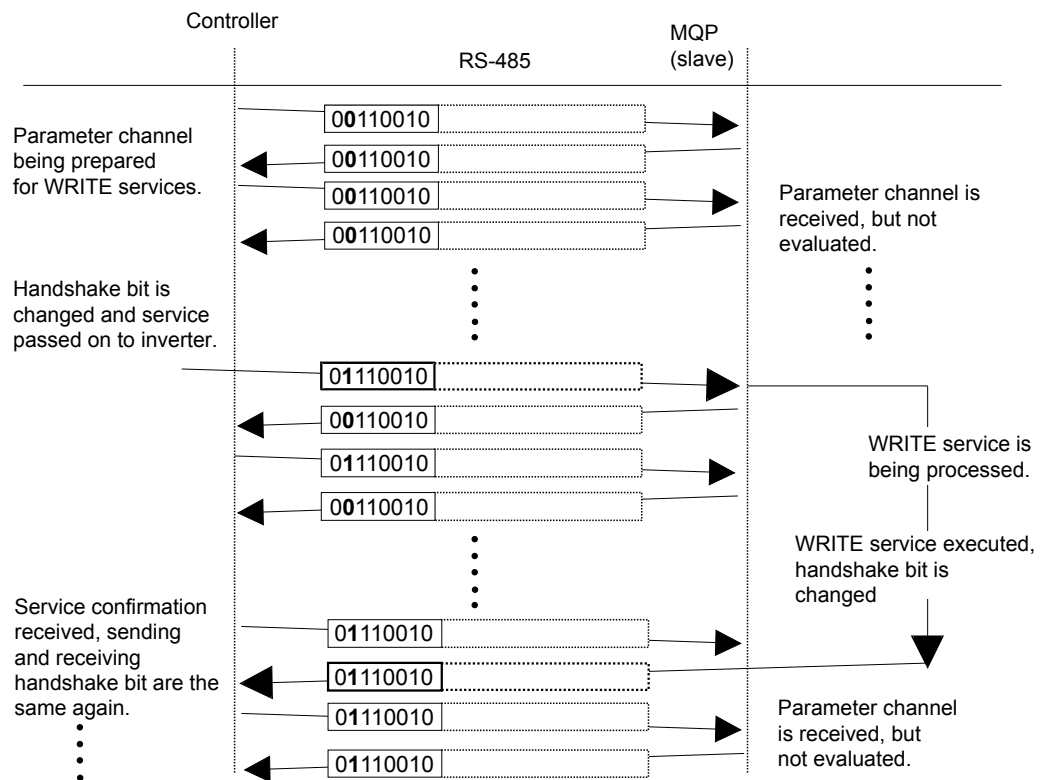 Controller
MQP
(slave)
RS-485
00110010
Parameter channel
being prepared
for WRITE services.
00110010
00110010
00110010
Parameter channel is
received, but not
evaluated.
Handshake bit is
changed and service
passed on to inverter.
01110010
00110010
01110010
00110010
WRITE service is
being processed.
WRITE service executed,
handshake bit is
changed
Service confirmation
received, sending
and receiving
handshake bit are the
same again.
01110010
01110010
01110010
01110010
Parameter channel
is received, but
not evaluated.